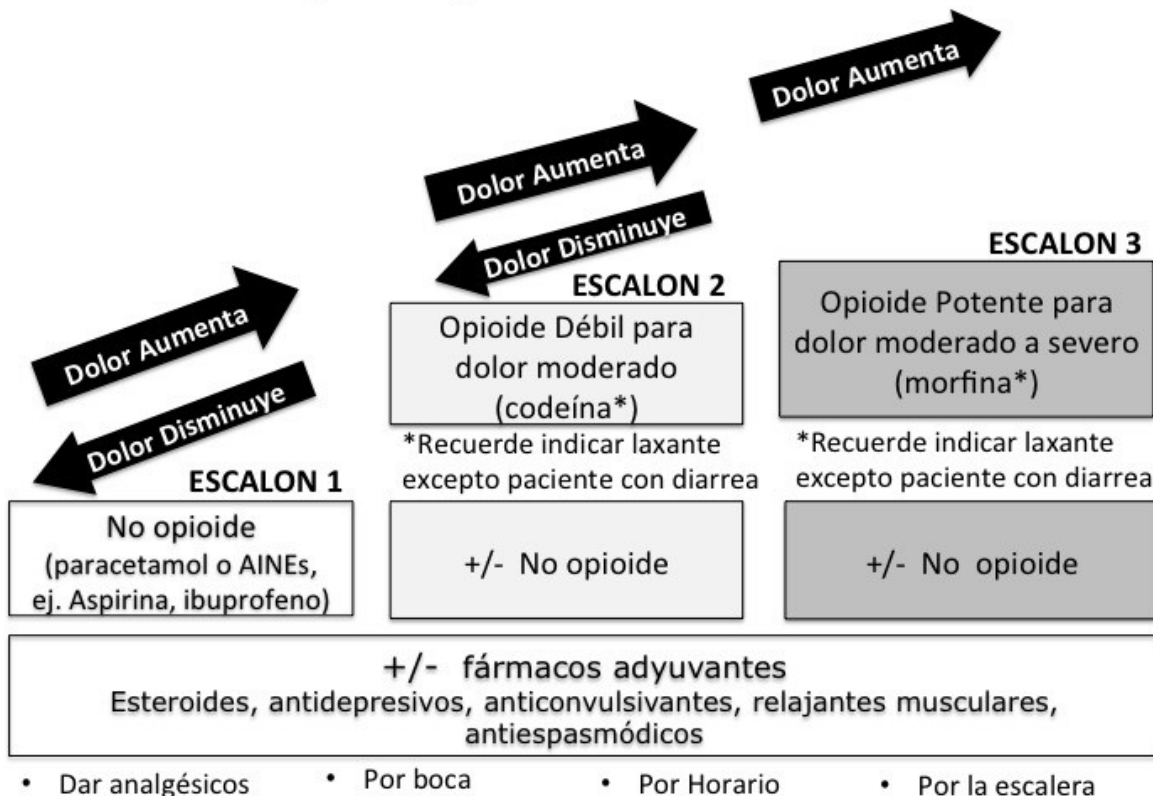 Dolor Aumenta
Dolor Aumenta
Dolor Disminuye
Dolor Aumenta
Dolor Disminuye
ESCALON 1
No opioide
(paracetamol o AINEs,
ej. Aspirina, ibuprofeno)
ESCALON 2
Opioide Débil para
dolor moderado
(codeína*)
*Recuerde indicar laxante
excepto paciente con diarrea
+/- No opioide
ESCALON 3
Opioide Potente para
dolor moderado a severo
(morfina*)
*Recuerde indicar laxante
excepto paciente con diarrea
+/- No opioide
+/- fármacos adyuvantes
Esteroides, antidepresivos, anticonvulsivantes, relajantes musculares,
antiespasmódicos
• Dar analgésicos
• Por boca
• Por Horario
• Por la escalera